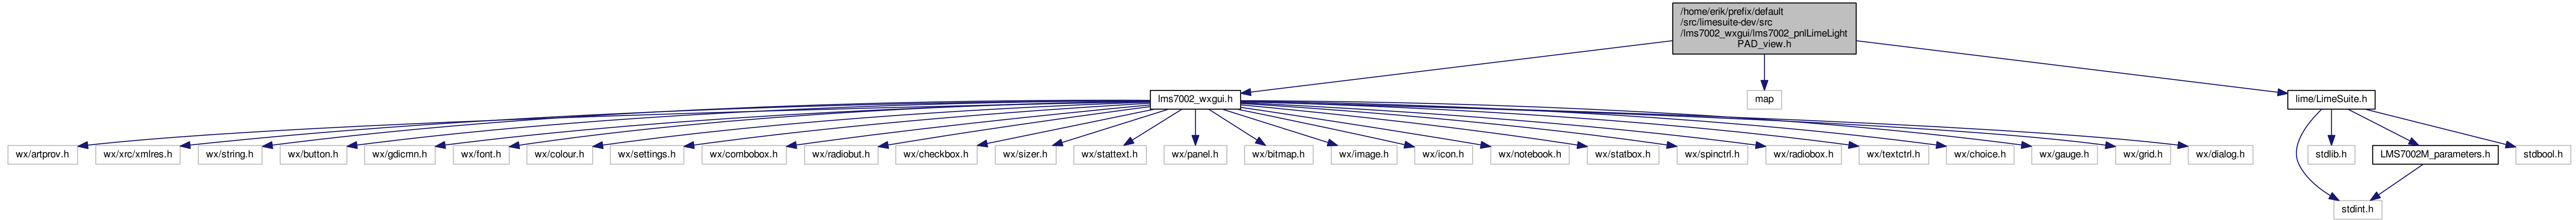 /home/erik/prefix/default
/src/limesuite-dev/src
/lms7002_wxgui/lms7002_pnlLimeLight
PAD_view.h
lms7002_wxgui.h
map
lime/LimeSuite.h
wx/artprov.h
wx/xrc/xmlres.h
wx/string.h
wx/button.h
wx/gdicmn.h
wx/font.h
wx/colour.h
wx/settings.h
wx/combobox.h
wx/radiobut.h
wx/checkbox.h
wx/sizer.h
wx/stattext.h
wx/panel.h
wx/bitmap.h
wx/image.h
wx/icon.h
wx/notebook.h
wx/statbox.h
wx/spinctrl.h
wx/radiobox.h
wx/textctrl.h
wx/choice.h
wx/gauge.h
wx/grid.h
wx/dialog.h
stdlib.h
LMS7002M_parameters.h
stdbool.h
stdint.h